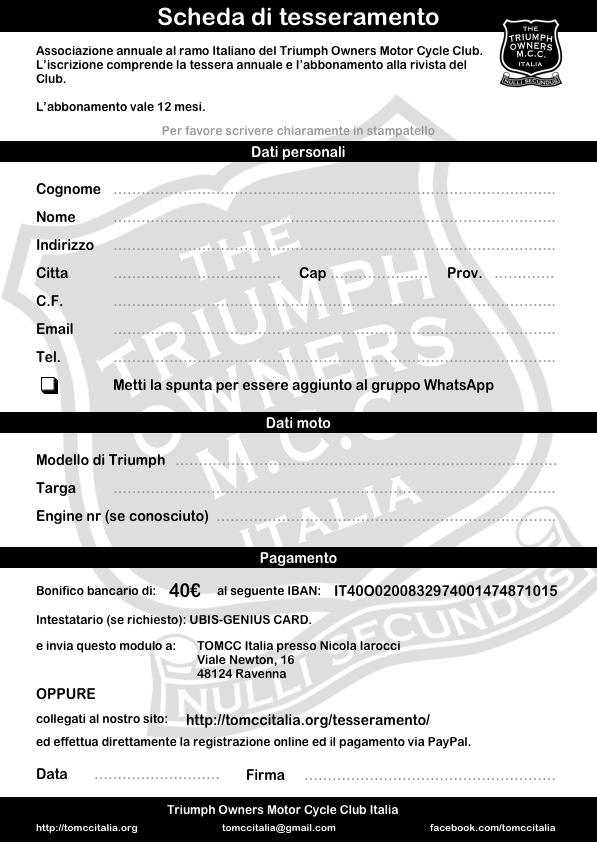 Scheda di tesseramento
THE
TRIUMPH
OWNERS
M.C.C.
ITALIA
NULLI SECUNDUS
Associazione annuale al ramo Italiano del Triumph Owners Motor Cycle Club.
L'iscrizione comprende la tessera annuale e l'abbonamento alla rivista del
Club.
L'abbonamento vale 12 mesi.
Per favore scrivere chiaramente in stampatello
Dati personali
Cognome
Nome
Indirizzo
Citta Cap Prov.
C.F.
Email
Tel.
Metti la spunta per essere aggiunto al gruppo WhatsApp
THE
TRIUMPH
OWNERS
M.C.C
ITALIA
NULLI SECUNDUS
Dati moto
Modello di Triumph
Targa
Engine nr (se conosciuto)
Pagamento
Bonifico bancario di: 40€ al seguente IBAN: IT40O0200832974001474871015
Intestatario (se richiesto): UBIS-GENIUS CARD.
e invia questo modulo a: TOMCC Italia presso Nicola Iarocci
Viale Newton, 16
48124 Ravenna
OPPURE
collegati al nostro sito: http://tomccitalia.org/tesseramento/
ed effettua direttamente la registrazione online ed il pagamento via PayPal.
Data Firma
Triumph Owners Motor Cycle Club Italia
http://tomccitalia.org tomccitalia@gmail.com facebook.com/tomccitalia